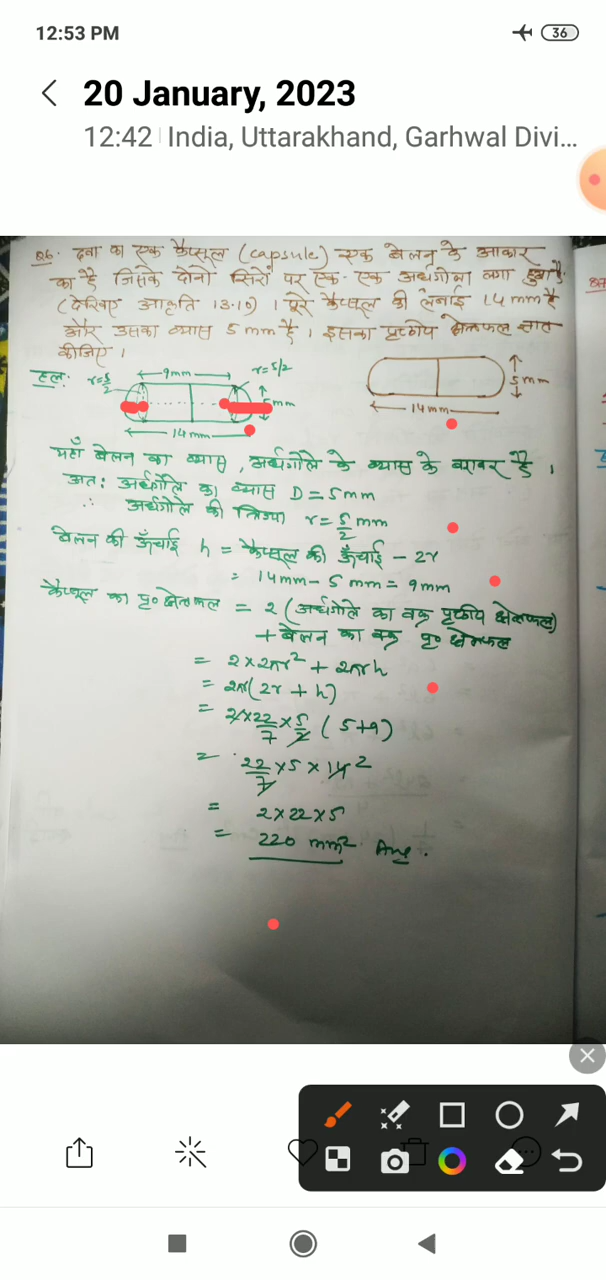 12:53 PM
36
20 January, 2023
12:42 India, Uttarakhand, Garhwal Divi...
Q6. दवा का एक कैप्सूल (capsule) एक बेलन के आकार
का है जिसके दोनों सिरों पर एक-एक अर्धगोला लगा हुआ है
(देखिए आकृति 13.10)। पूरे कैप्सूल की लंबाई 14 mm है
और उसका व्यास 5 mm है। इसका पृष्ठीय क्षेत्रफल ज्ञात
कीजिए।
हल:
r=5/2
9mm
r=5/2
5mm
14mm
5mm
14mm
यहाँ बेलन का व्यास, अर्धगोले के व्यास के बराबर है।
अतः अर्धगोले का व्यास D = 5mm
∴ अर्धगोले की त्रिज्या r = 5/2 mm
बेलन की ऊँचाई h = कैप्सूल की ऊँचाई - 2r
= 14mm - 5mm = 9mm
कैप्सूल का पृ० क्षेत्रफल = 2 (अर्धगोले का वक्र पृष्ठीय क्षेत्रफल)
+ बेलन का वक्र पृ० क्षेत्रफल
= 2×2πr² + 2πrh
= 2πr(2r + h)
= 2×22/7 × 5/2 (5+9)
= 22/7 × 5 × 14 2
= 2×22×5
= 220 mm² Ans.